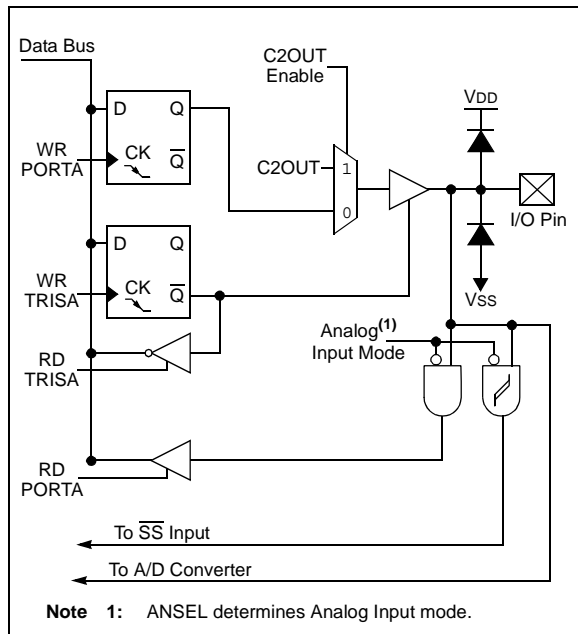 Data Bus
C2OUT
Enable
VDD
D Q
WR
PORTA
CK Q
C2OUT
1
0
I/O Pin
D Q
WR
TRISA
CK Q
VSS
Analog(1)
Input Mode
RD
TRISA
RD
PORTA
To SS Input
To A/D Converter
Note 1: ANSEL determines Analog Input mode.